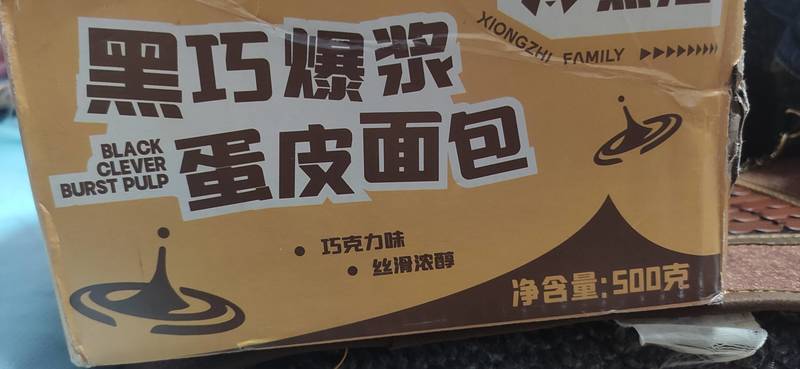 XIONGZHI FAMILY
黑巧爆浆
BLACK
CLEVER
BURST PULP
蛋皮面包
巧克力味
丝滑浓醇
净含量:500克